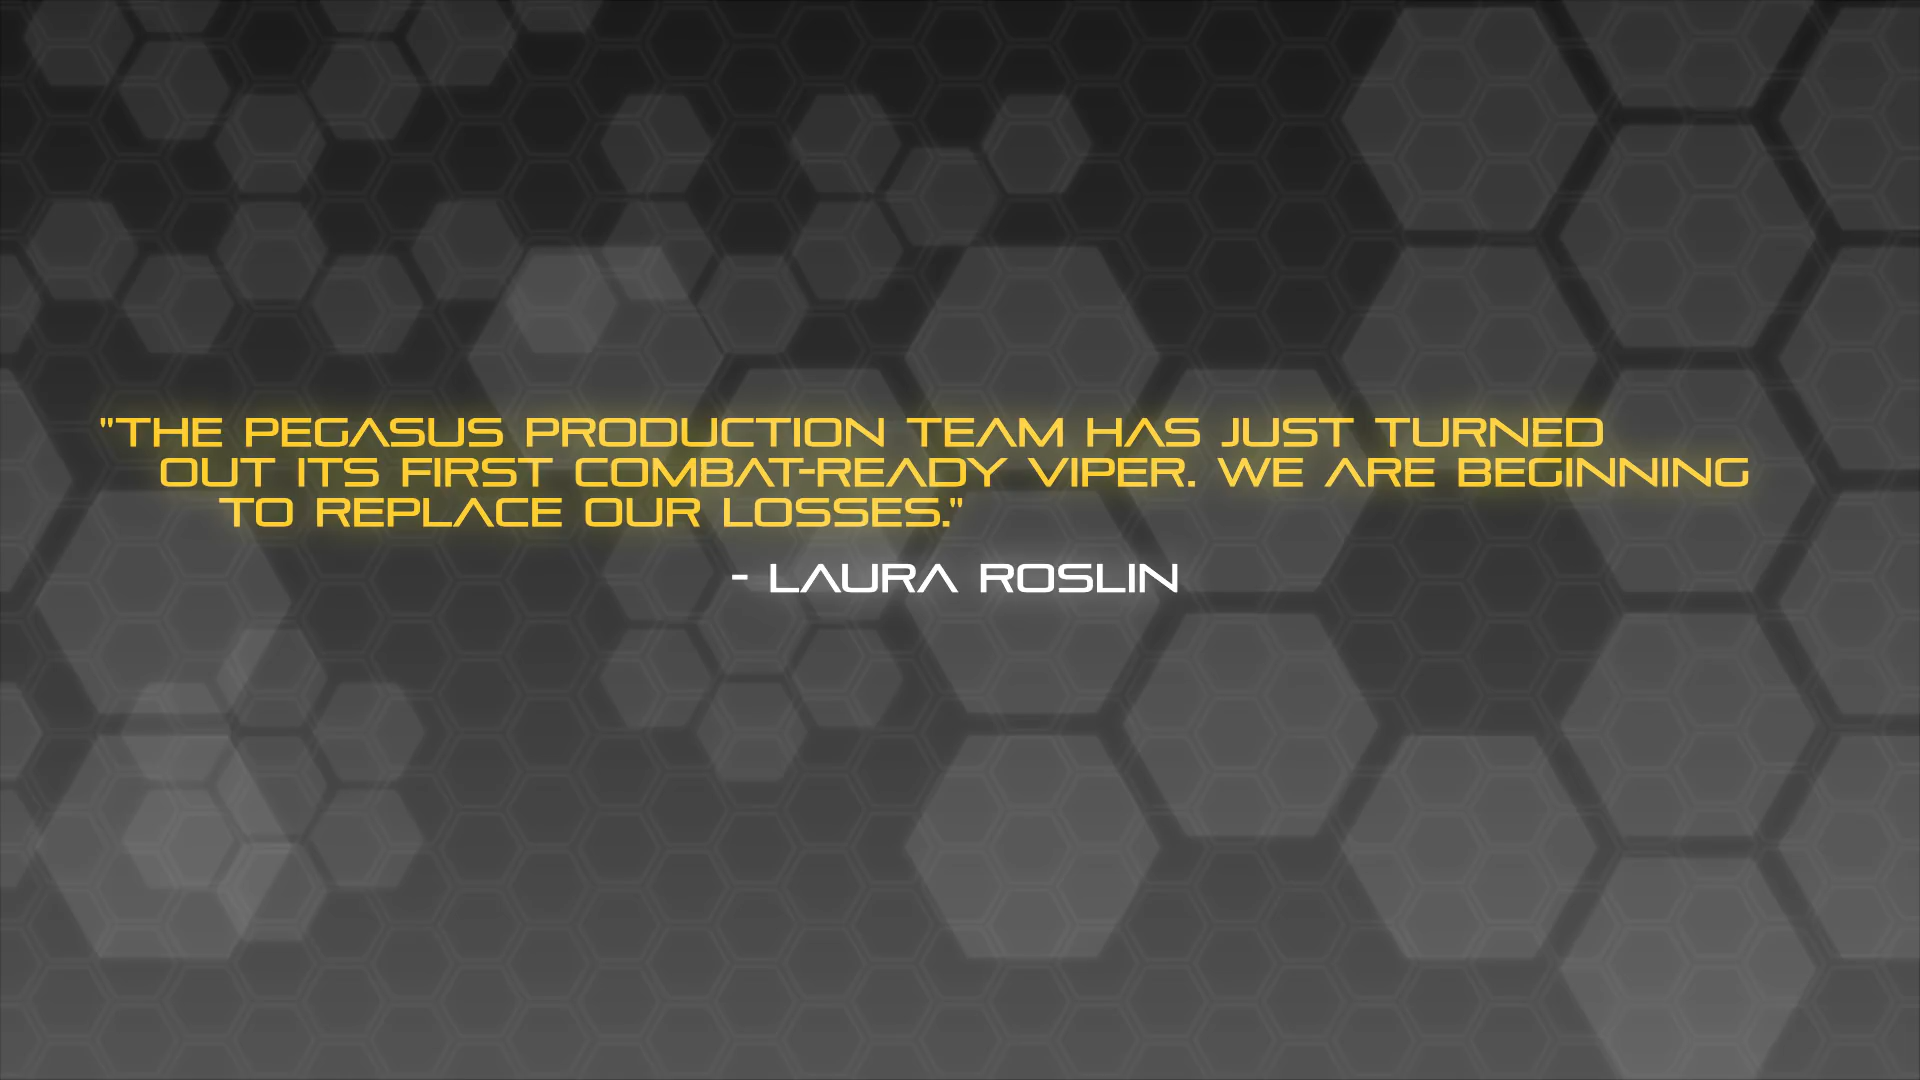 "THE PEGASUS PRODUCTION TEAM HAS JUST TURNED
OUT ITS FIRST COMBAT-READY VIPER. WE ARE BEGINNING
TO REPLACE OUR LOSSES."
- LAURA ROSLIN